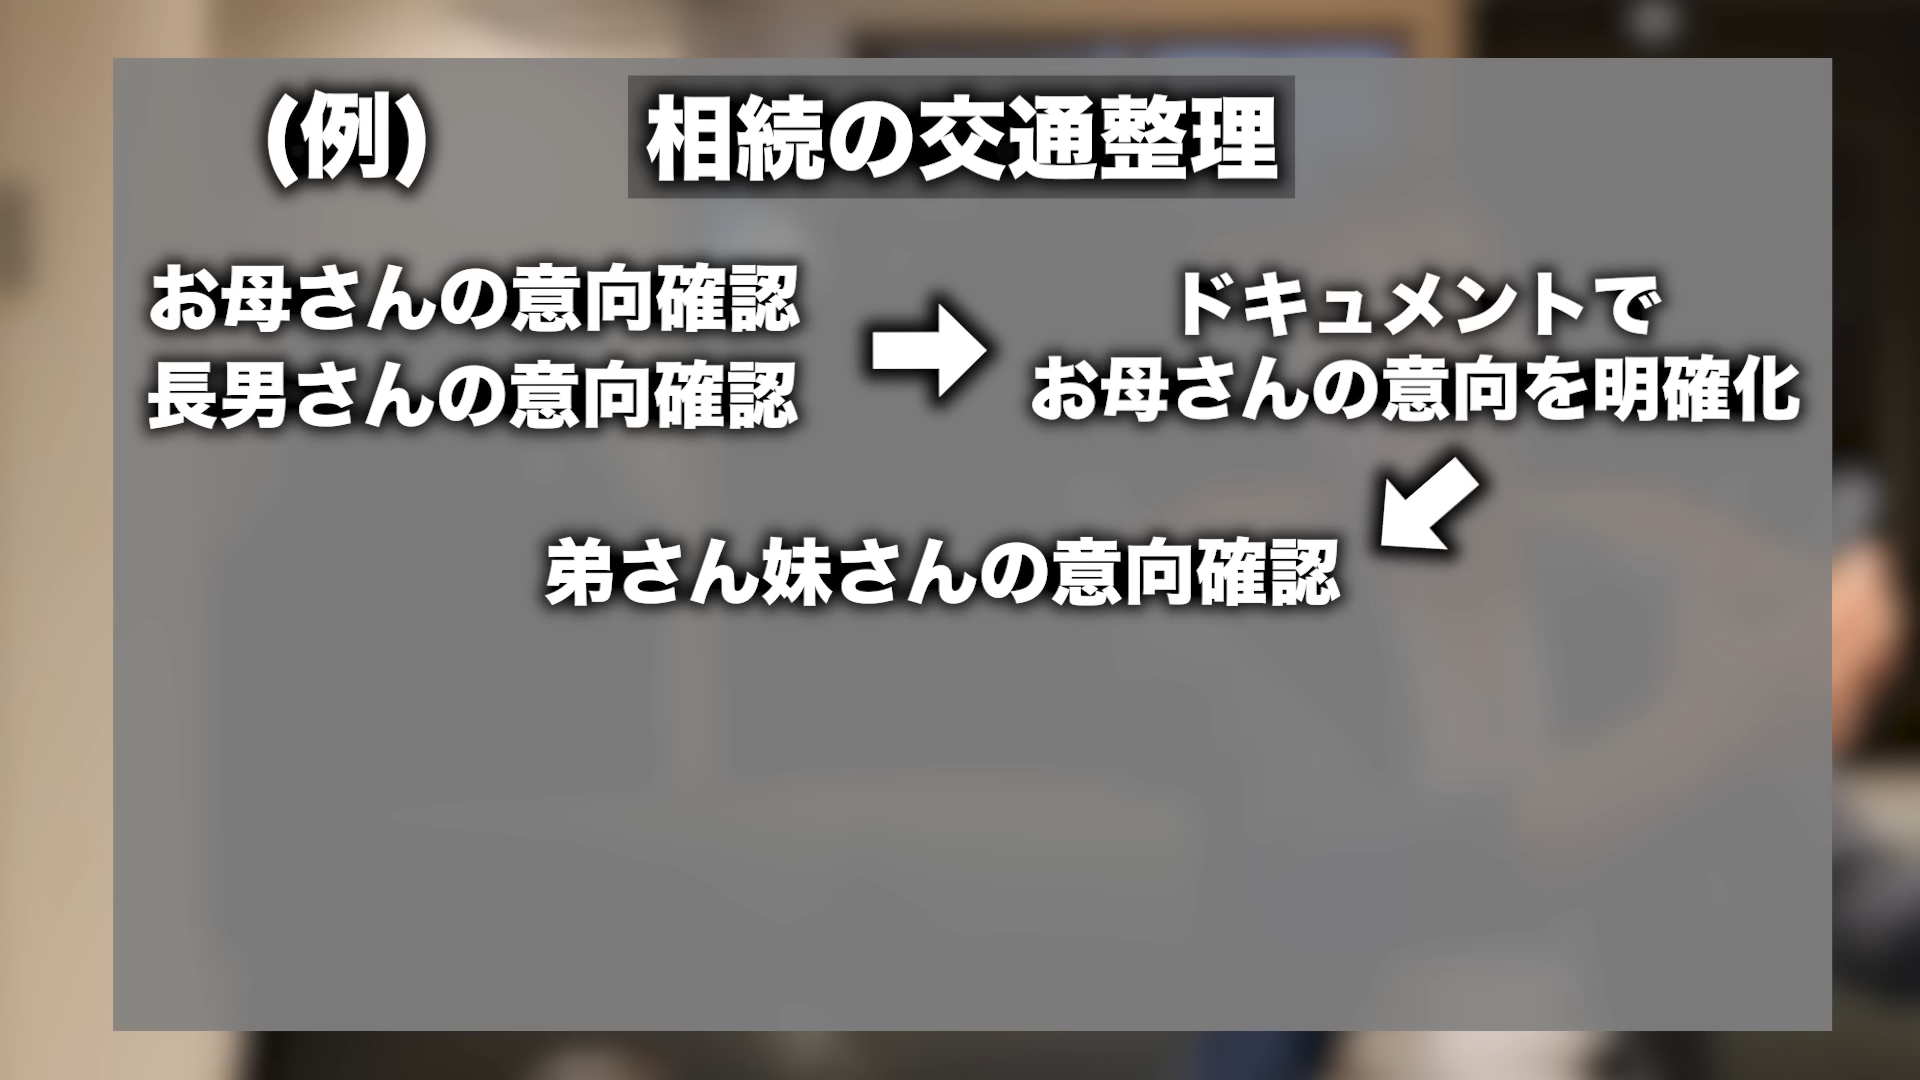 (例)
相続の交通整理
お母さんの意向確認
長男さんの意向確認
ドキュメントで
お母さんの意向を明確化
弟さん妹さんの意向確認